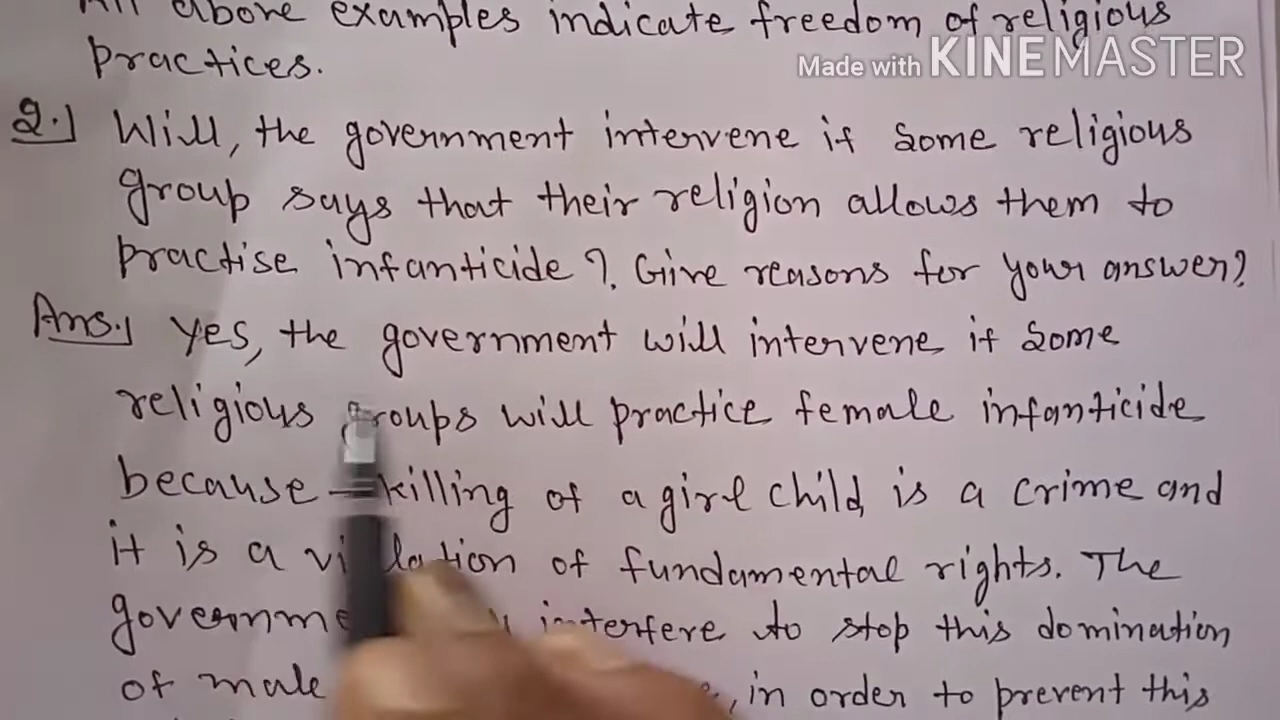 All above examples indicate freedom of religious
practices.
Made with KINEMASTER
2.) Will, the government intervene if some religious
group says that their religion allows them to
practise infanticide ?. Give reasons for your answer?
Ans.) Yes, the government will intervene if some
religious groups will practice female infanticide
because killing of a girl child is a crime and
it is a violation of fundamental rights. The
interfere to stop this domination
of male , in order to prevent this